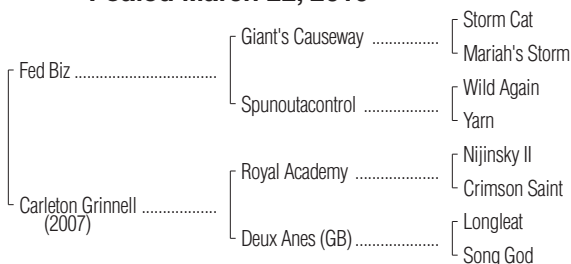 Foaled March 22,
Storm Cat
Giant's Causeway ................
Mariah's Storm
Fed Biz ..................................
Wild Again
Spunoutacontrol ..................
Yarn
Nijinsky II
Royal Academy ....................
Crimson Saint
Carleton Grinnell ..................
(2007)
Longleat
Deux Anes (GB) ....................
Song God